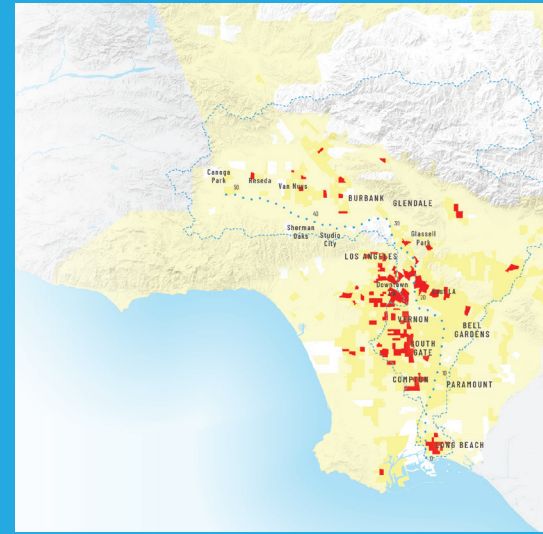 Canoga
Park
Reseda
50
Van Nuys
BURBANK
GLENDALE
40
30
Sherman
Oaks
Studio
City
Glassell
Park
LOS ANGELES
Downtown
20
VERNON
BELL
GARDENS
SOUTH
GATE
10
COMPTON
PARAMOUNT
LONG BEACH
0